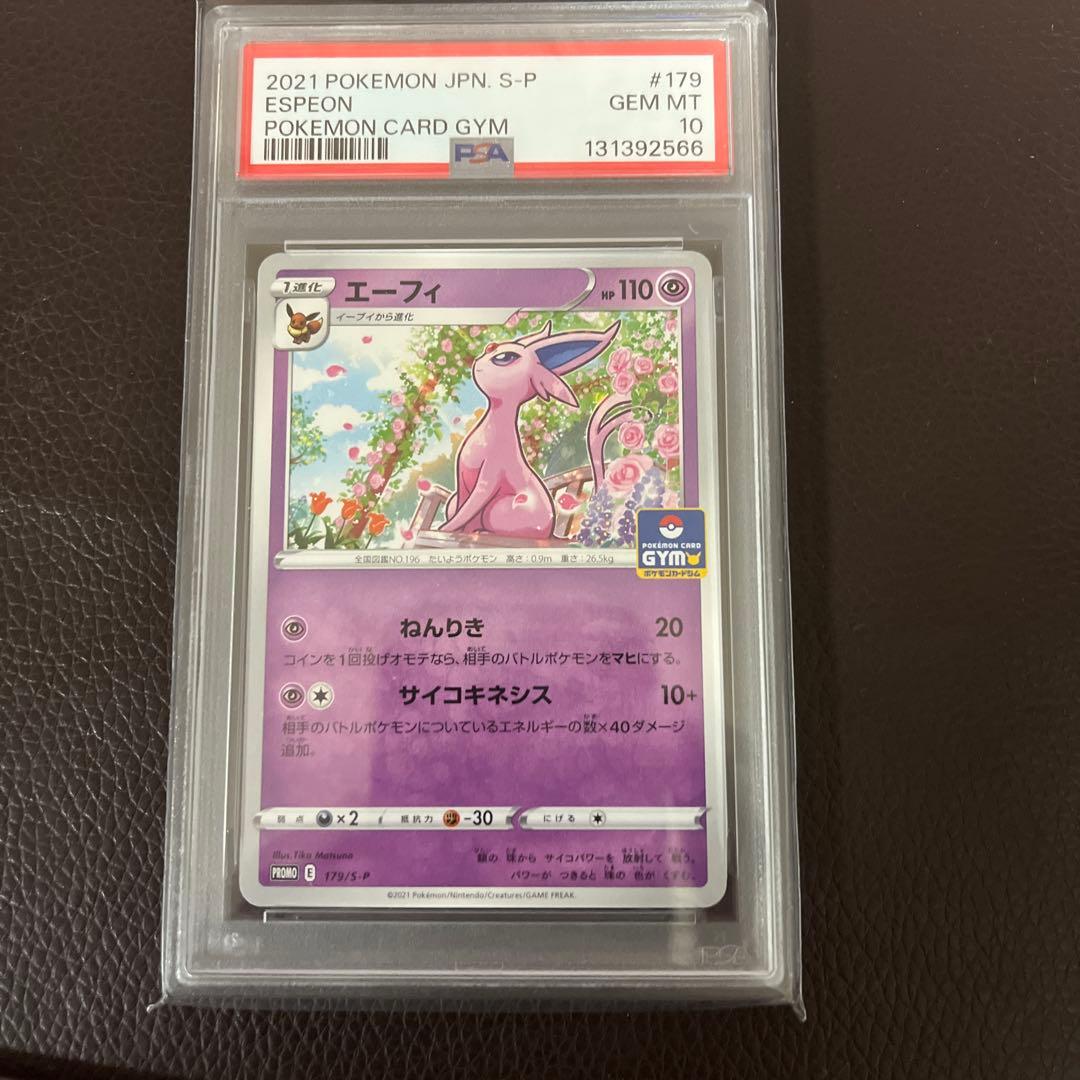 2021 POKEMON JPN. S-P #179
ESPEON GEM MT
POKEMON CARD GYM 10
PSA 131392566
1進化 エーフィ HP 110
イーブイから進化
POKÉMON CARD
GYM
ポケモンカードジム
全国図鑑NO.196 たいようポケモン 高さ:0.9m 重さ:26.5kg
ねんりき 20
コインを1回投げオモテなら、相手のバトルポケモンをマヒにする。
サイコキネシス 10+
相手のバトルポケモンについているエネルギーの数×40ダメージ
追加。
弱点 ×2 抵抗力 -30 にげる
Illus. Tika Matsuno
額の 珠から サイコパワーを 放射して 戦う。
パワーが つきると 珠の 色が くすむ。
PROMO E 179/S-P
©2021 Pokémon/Nintendo/Creatures/GAME FREAK.